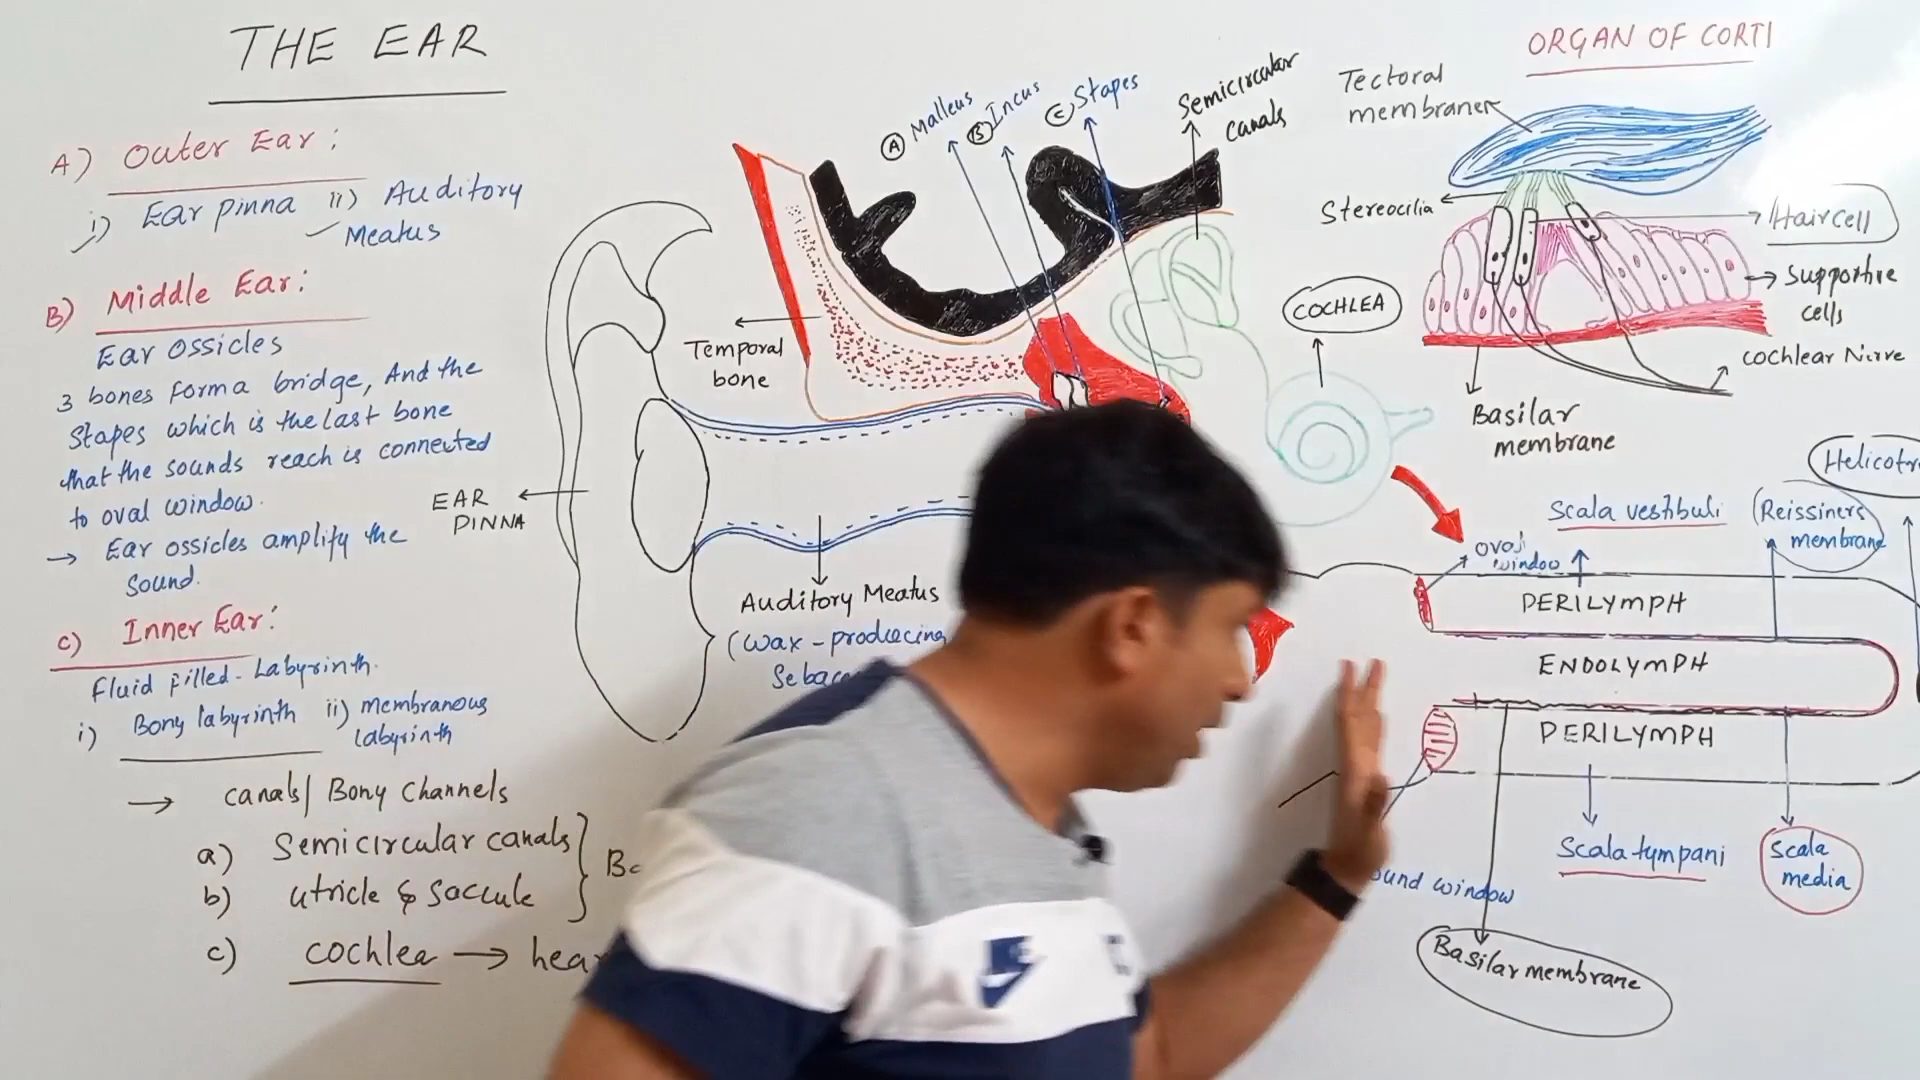 THE EAR
A) Outer Ear:
i) Ear pinna ii) Auditory
Meatus
B) Middle Ear:
Ear Ossicles
3 bones form a bridge, And the
Stapes which is the last bone
that the sounds reach is connected
to oval window.
→ Ear ossicles amplify the
Sound.
C) Inner Ear:
Fluid filled - Labyrinth.
i) Bony labyrinth ii) membranous
labyrinth
→ canals/ Bony Channels
a) Semicircular canals
b) utricle & saccule
c) cochlea →
A Malleus
B Incus
C Stapes
Semicircular
canals
Temporal
bone
EAR
PINNA
Auditory Meatus
(Wax - producing
COCHLEA
ORGAN OF CORTI
Tectoral
membrane
Stereocilia
Hair cell
Supportive
cells
cochlear Nirve
Basilar
membrane
Scala vestibuli
Reissiners
membrane
oval
window
PERILYMPH
ENDOLYMPH
PERILYMPH
Scala tympani
Scala
media
window
Basilar membrane